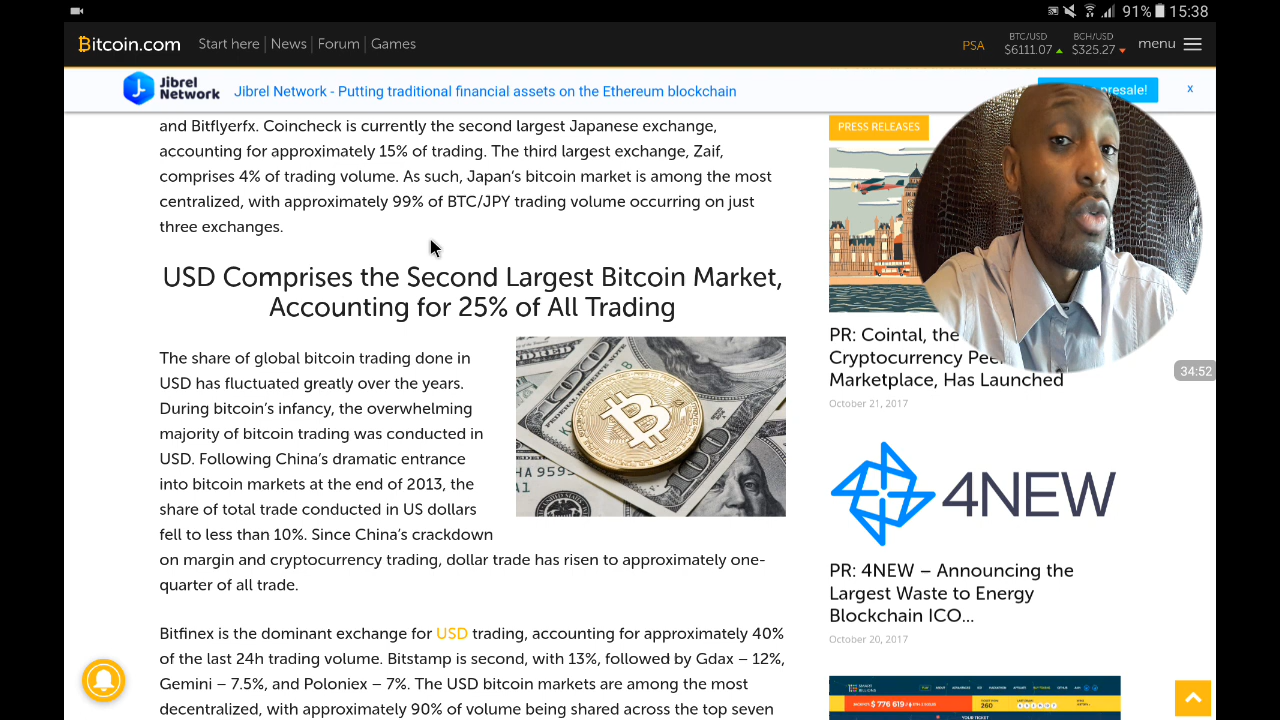 91% 15:38
Bitcoin.com Start here News Forum Games PSA BTC/USD $6111.07 BCH/USD $325.27 menu
Jibrel Network
Jibrel Network - Putting traditional financial assets on the Ethereum blockchain
presale!
x
and Bitflyerfx. Coincheck is currently the second largest Japanese exchange,
accounting for approximately 15% of trading. The third largest exchange, Zaif,
comprises 4% of trading volume. As such, Japan's bitcoin market is among the most
centralized, with approximately 99% of BTC/JPY trading volume occurring on just
three exchanges.
USD Comprises the Second Largest Bitcoin Market,
Accounting for 25% of All Trading
The share of global bitcoin trading done in
USD has fluctuated greatly over the years.
During bitcoin's infancy, the overwhelming
majority of bitcoin trading was conducted in
USD. Following China's dramatic entrance
into bitcoin markets at the end of 2013, the
share of total trade conducted in US dollars
fell to less than 10%. Since China's crackdown
on margin and cryptocurrency trading, dollar trade has risen to approximately one-
quarter of all trade.
Bitfinex is the dominant exchange for USD trading, accounting for approximately 40%
of the last 24h trading volume. Bitstamp is second, with 13%, followed by Gdax – 12%,
Gemini –
The USD bitcoin markets are among the most
90% of volume being shared across the top seven
PRESS RELEASES
PR: Cointal, the
Cryptocurrency
Marketplace, Has Launched
October 21, 2017
34:52
4NEW
PR: 4NEW – Announcing the
Largest Waste to Energy
Blockchain ICO...
October 20, 2017
$ 776 619
260
YOUR TICKET